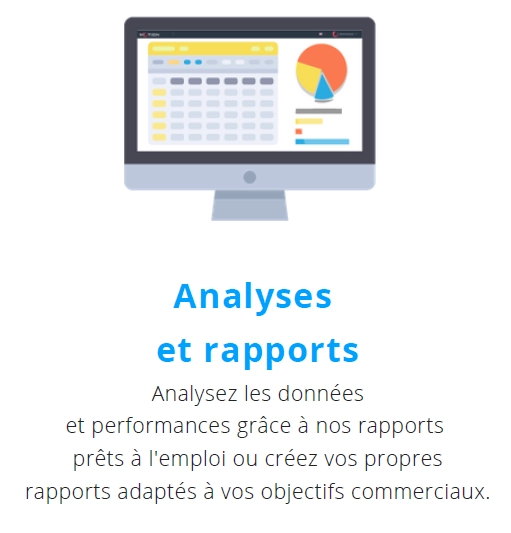 Analyses
et rapports
Analysez les données
et performances grâce à nos rapports
prêts à l'emploi ou créez vos propres
rapports adaptés à vos objectifs commerciaux.